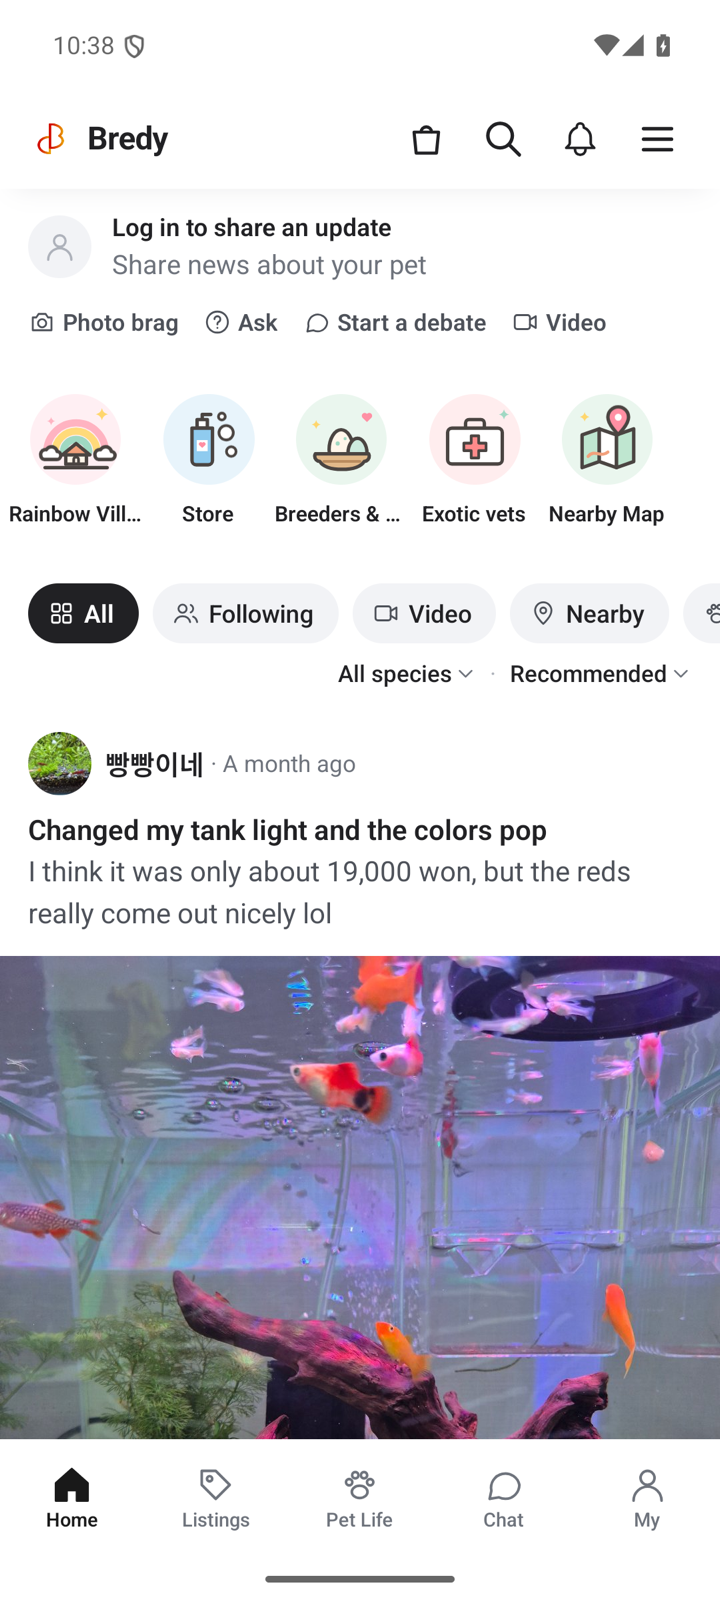 10:38
Bredy
Log in to share an update
Share news about your pet
Photo brag
Ask
Start a debate
Video
Rainbow Vill...
Store
Breeders & ...
Exotic vets
Nearby Map
All
Following
Video
Nearby
All species
· Recommended
빵빵이네 · A month ago
Changed my tank light and the colors pop
I think it was only about 19,000 won, but the reds
really come out nicely lol
Home
Listings
Pet Life
Chat
My